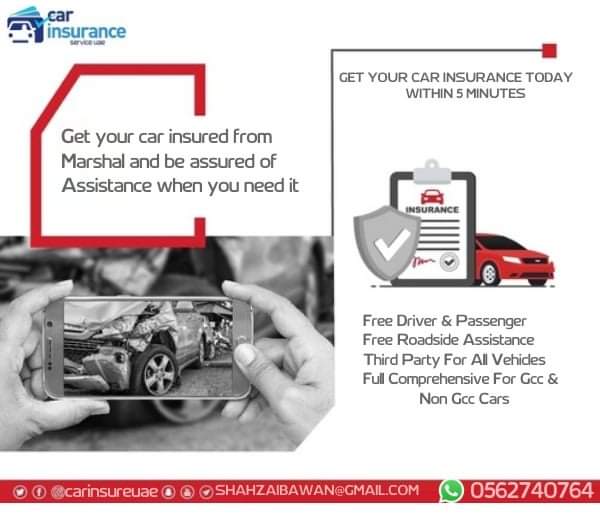 car
insurance
service uae
GET YOUR CAR INSURANCE TODAY
WITHIN 5 MINUTES
Get your car insured from
Marshal and be assured of
Assistance when you need it
INSURANCE
Free Driver & Passenger
Free Roadside Assistance
Third Party For All Vehicles
Full Comprehensive For Gcc &
Non Gcc Cars
@carinsureuae SHAHZAIBAWAN@GMAIL.COM 0562740764